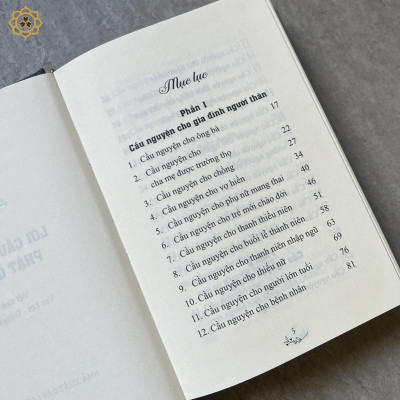 LỜI CẦU
PHẬT
Mục lục
Phần 1
Cầu nguyện cho gia đình người thân
1. Cầu nguyện cho ông bà 17
2. Cầu nguyện cho
cha mẹ được trường thọ 22
3. Cầu nguyện cho chồng 27
4. Cầu nguyện cho vợ hiền 34
5. Cầu nguyện cho phụ nữ mang thai 40
6. Cầu nguyện cho trẻ mới chào đời 46
7. Cầu nguyện cho thanh thiếu niên 51
8. Cầu nguyện cho buổi lễ thành niên 58
9. Cầu nguyện cho thanh niên nhập ngũ 63
10. Cầu nguyện cho thiếu nữ 69
11. Cầu nguyện cho người lớn tuổi 76
12. Cầu nguyện cho bệnh nhân 81
5